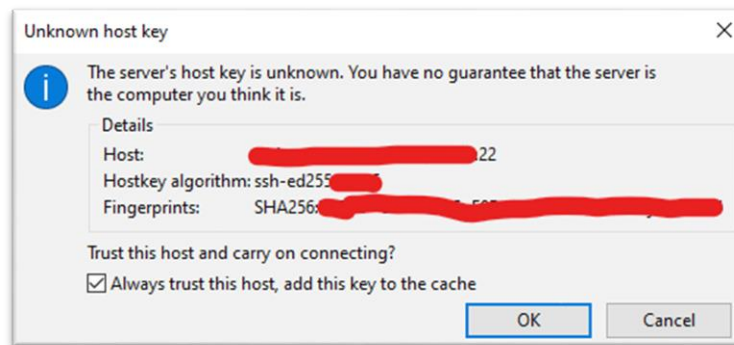 Unknown host key
The server's host key is unknown. You have no guarantee that the server is
the computer you think it is.
Details
Host: 22
Hostkey algorithm: ssh-ed255
Fingerprints: SHA256:
Trust this host and carry on connecting?
Always trust this host, add this key to the cache
OK Cancel